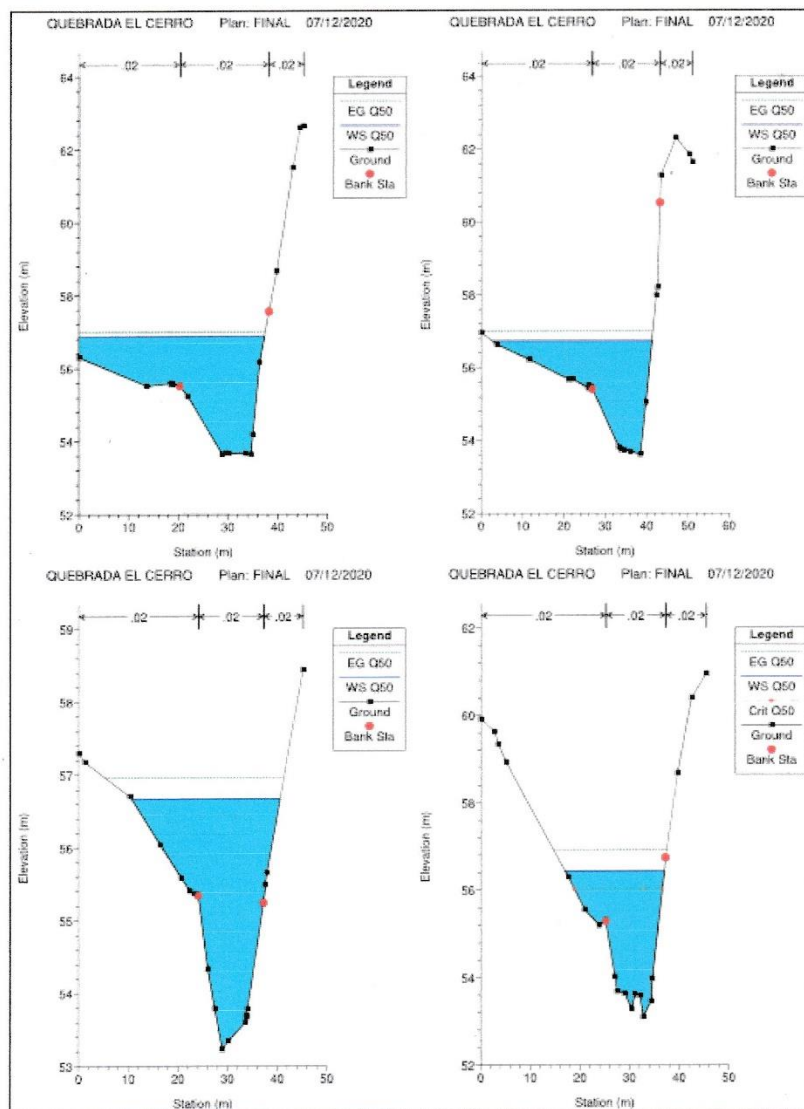 QUEBRADA EL CERRO Plan: FINAL 07/12/2020
.02 .02 .02
Legend
EG Q50
WS Q50
Ground
Bank Sta
Elevation (m)
64
62
60
58
56
54
52
0 10 20 30 40 50
Station (m)
QUEBRADA EL CERRO Plan: FINAL 07/12/2020
.02 .02 .02
Legend
EG Q50
WS Q50
Ground
Bank Sta
Elevation (m)
64
62
60
58
56
54
52
0 10 20 30 40 50 60
Station (m)
QUEBRADA EL CERRO Plan: FINAL 07/12/2020
.02 .02 .02
Legend
EG Q50
WS Q50
Ground
Bank Sta
Elevation (m)
59
58
57
56
55
54
53
0 10 20 30 40 50
Station (m)
QUEBRADA EL CERRO Plan: FINAL 07/12/2020
.02 .02 .02
Legend
EG Q50
WS Q50
Crit Q50
Ground
Bank Sta
Elevation (m)
62
60
58
56
54
52
0 10 20 30 40 50
Station (m)